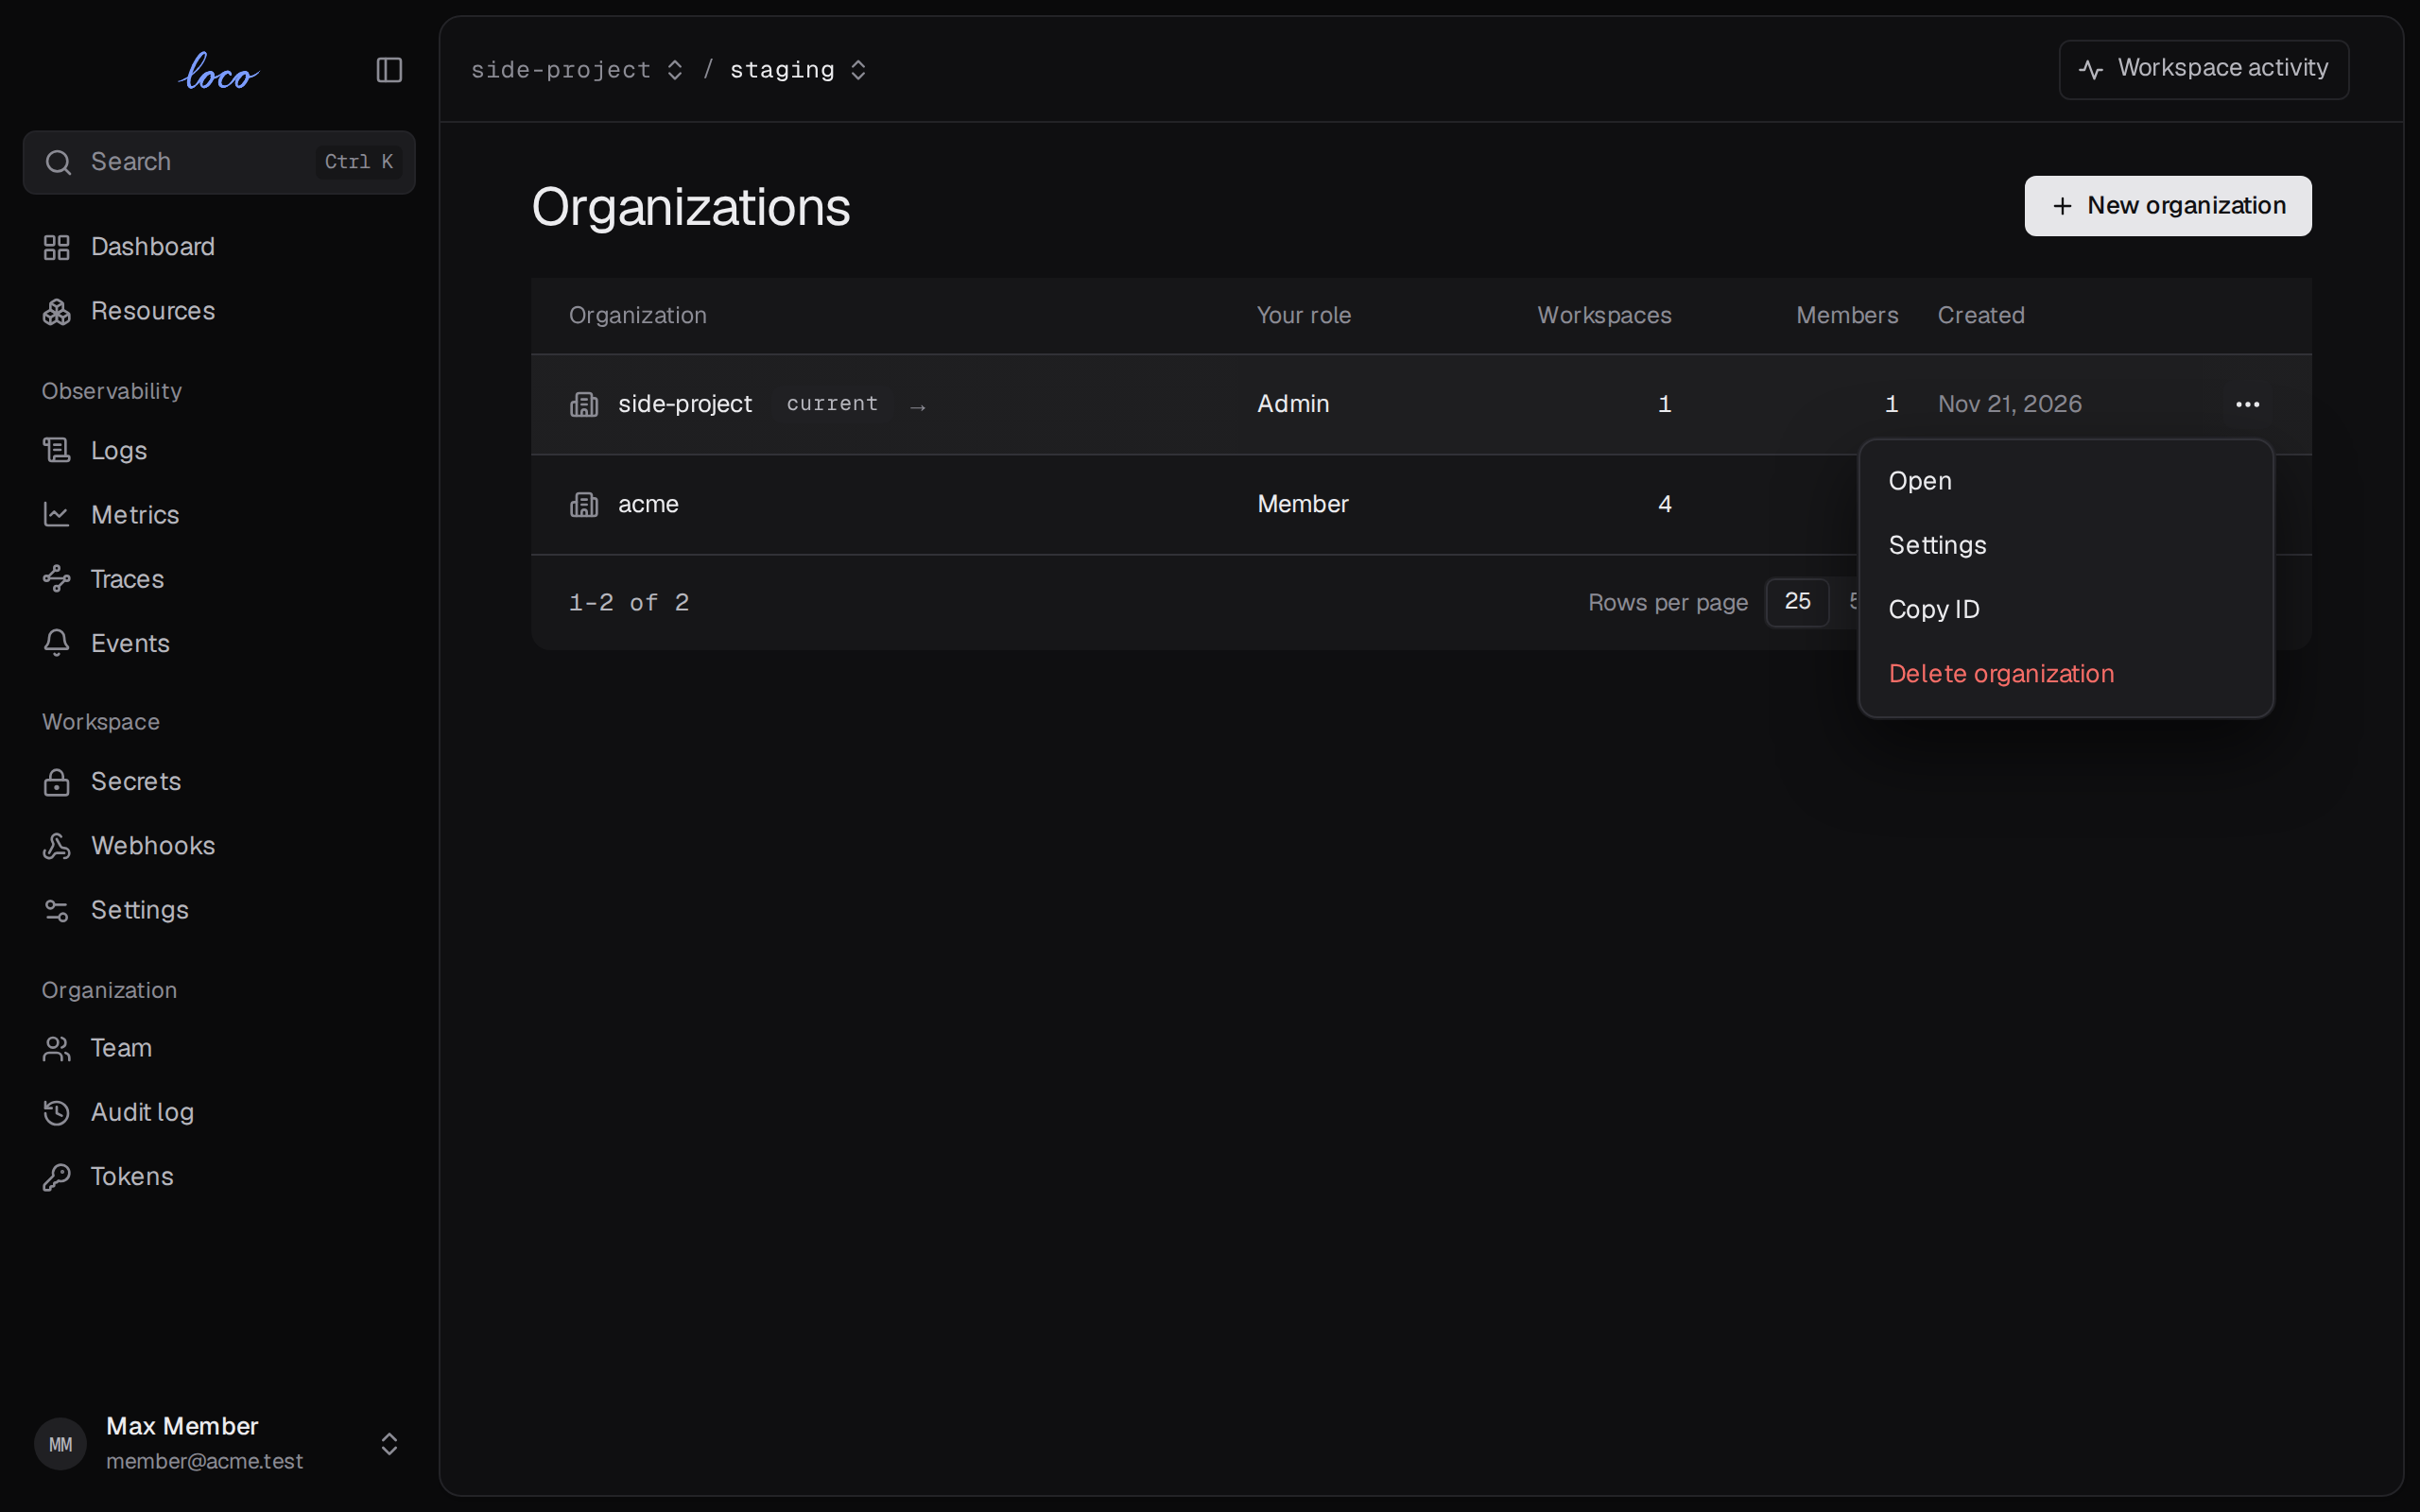 loco
side-project / staging
Workspace activity
Search Ctrl K
Dashboard
Resources
Observability
Logs
Metrics
Traces
Events
Workspace
Secrets
Webhooks
Settings
Organization
Team
Audit log
Tokens
MM Max Member
member@acme.test
Organizations
+ New organization
Organization Your role Workspaces Members Created
side-project current → Admin 1 1 Nov 21, 2026
acme Member 4
1–2 of 2 Rows per page 25
Open
Settings
Copy ID
Delete organization